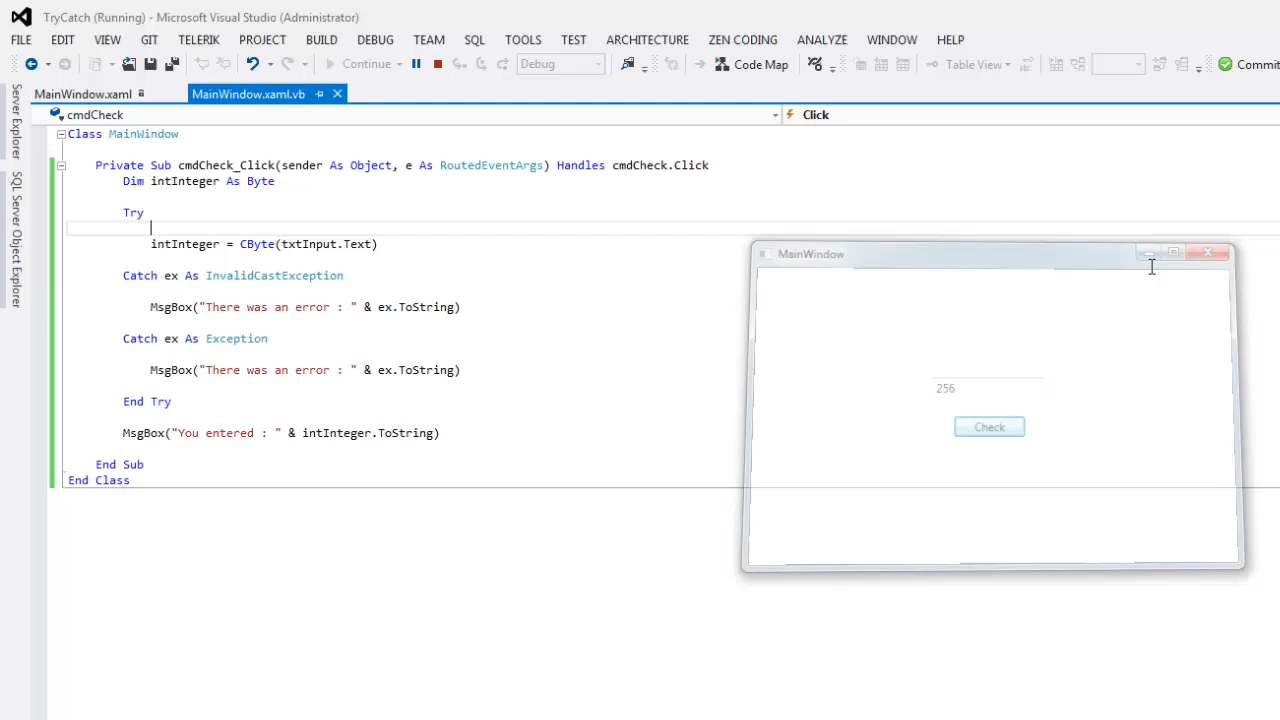 TryCatch (Running) - Microsoft Visual Studio (Administrator)
FILE EDIT VIEW GIT TELERIK PROJECT BUILD DEBUG TEAM SQL TOOLS TEST ARCHITECTURE ZEN CODING ANALYZE WINDOW HELP
Continue Debug Code Map Table View Commit
MainWindow.xaml MainWindow.xaml.vb
cmdCheck Click
Server Explorer
SQL Server Object Explorer
Class MainWindow
Private Sub cmdCheck_Click(sender As Object, e As RoutedEventArgs) Handles cmdCheck.Click
Dim intInteger As Byte
Try
intInteger = CByte(txtInput.Text)
Catch ex As InvalidCastException
MsgBox("There was an error : " & ex.ToString)
Catch ex As Exception
MsgBox("There was an error : " & ex.ToString)
End Try
MsgBox("You entered : " & intInteger.ToString)
End Sub
End Class
MainWindow
256
Check